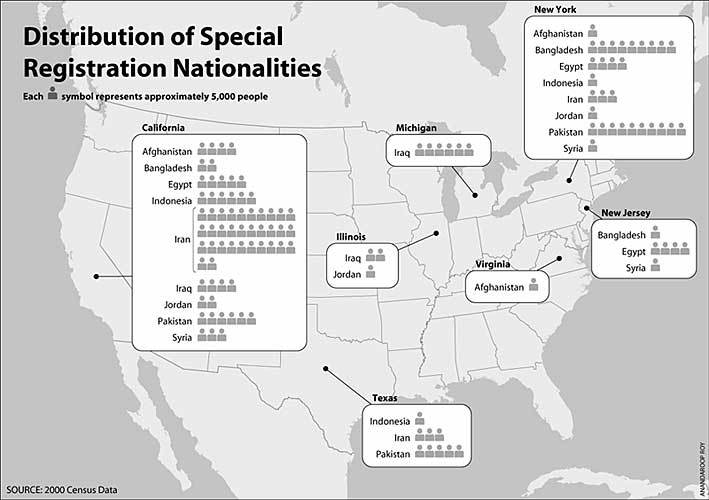 Distribution of Special
Registration Nationalities
Each symbol represents approximately 5,000 people
New York
Afghanistan
Bangladesh
Egypt
Indonesia
Iran
Jordan
Pakistan
Syria
California
Afghanistan
Bangladesh
Egypt
Indonesia
Iran
Iraq
Jordan
Pakistan
Syria
Michigan
Iraq
Illinois
Iraq
Jordan
Virginia
Afghanistan
New Jersey
Bangladesh
Egypt
Syria
Texas
Indonesia
Iran
Pakistan
SOURCE: 2000 Census Data
ANANDAROOP ROY